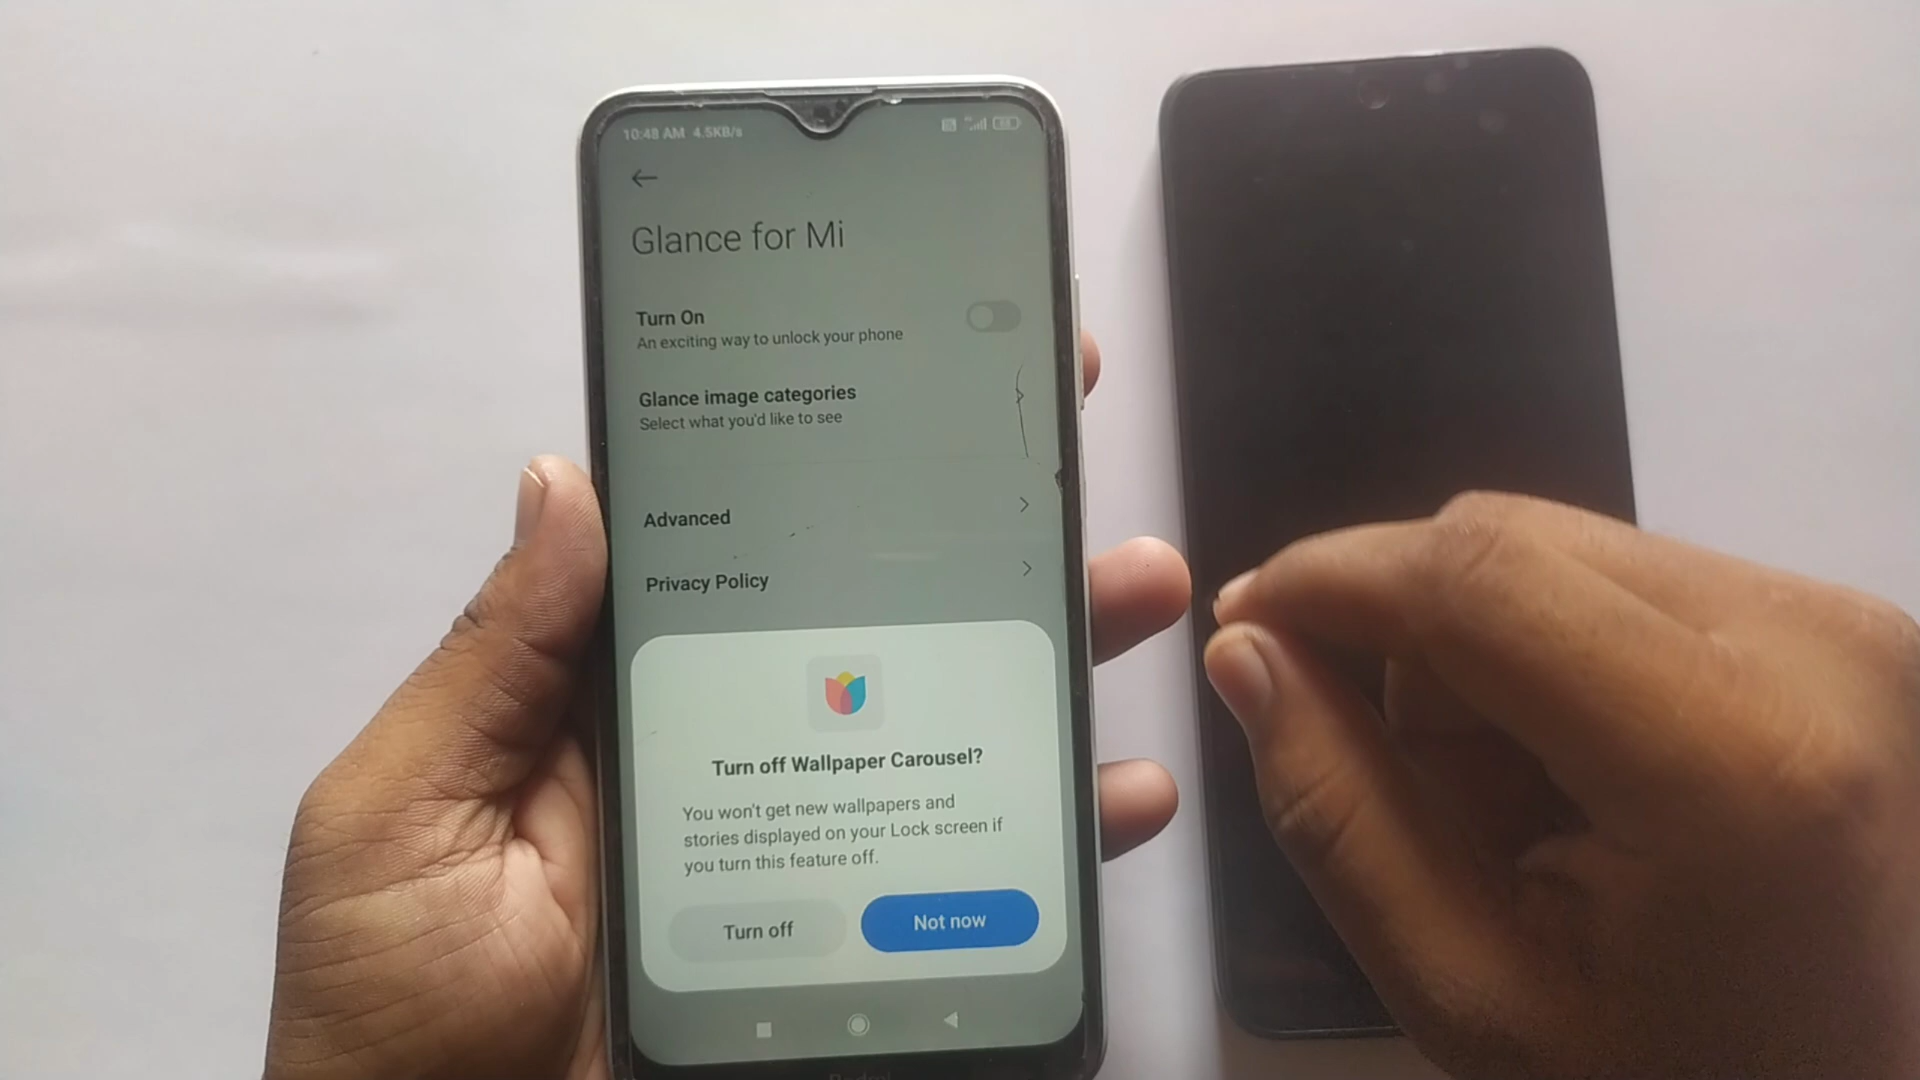 10:48 AM 4.5KB/s
Glance for Mi
Turn On
An exciting way to unlock your phone
Glance image categories
Select what you'd like to see
Advanced
Privacy Policy
Turn off Wallpaper Carousel?
You won't get new wallpapers and
stories displayed on your Lock screen if
you turn this feature off.
Turn off
Not now
Redmi